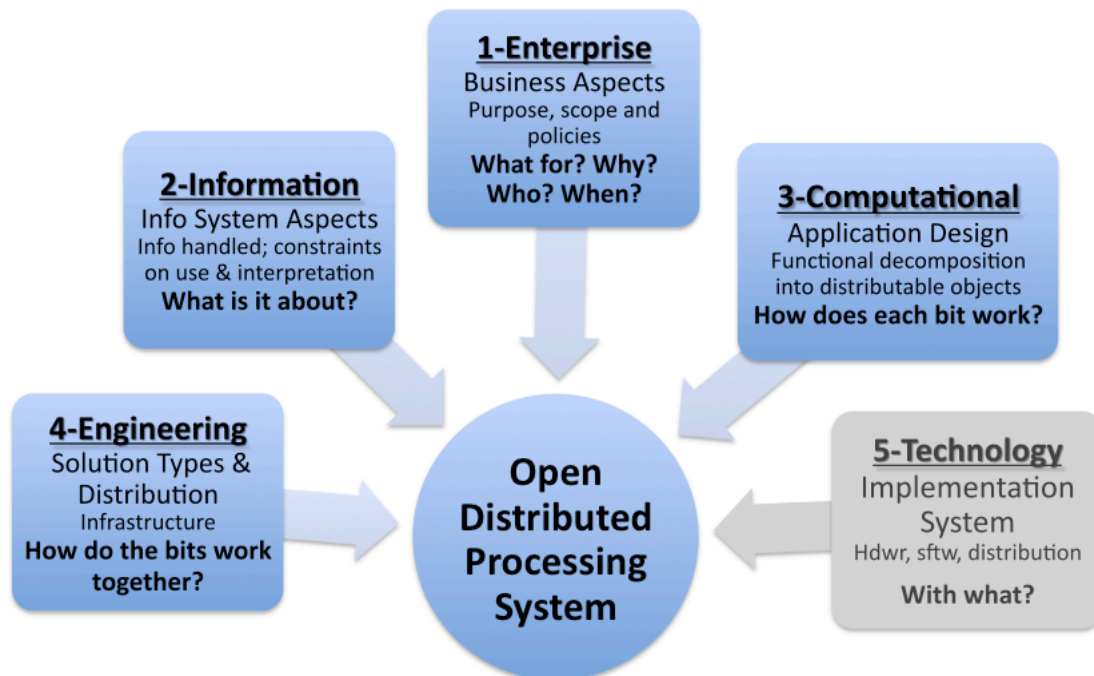 1-Enterprise
Business Aspects
Purpose, scope and
policies
What for? Why?
Who? When?
2-Information
Info System Aspects
Info handled; constraints
on use & interpretation
What is it about?
3-Computational
Application Design
Functional decomposition
into distributable objects
How does each bit work?
4-Engineering
Solution Types &
Distribution
Infrastructure
How do the bits work
together?
5-Technology
Implementation
System
Hdwr, sftw, distribution
With what?
Open
Distributed
Processing
System